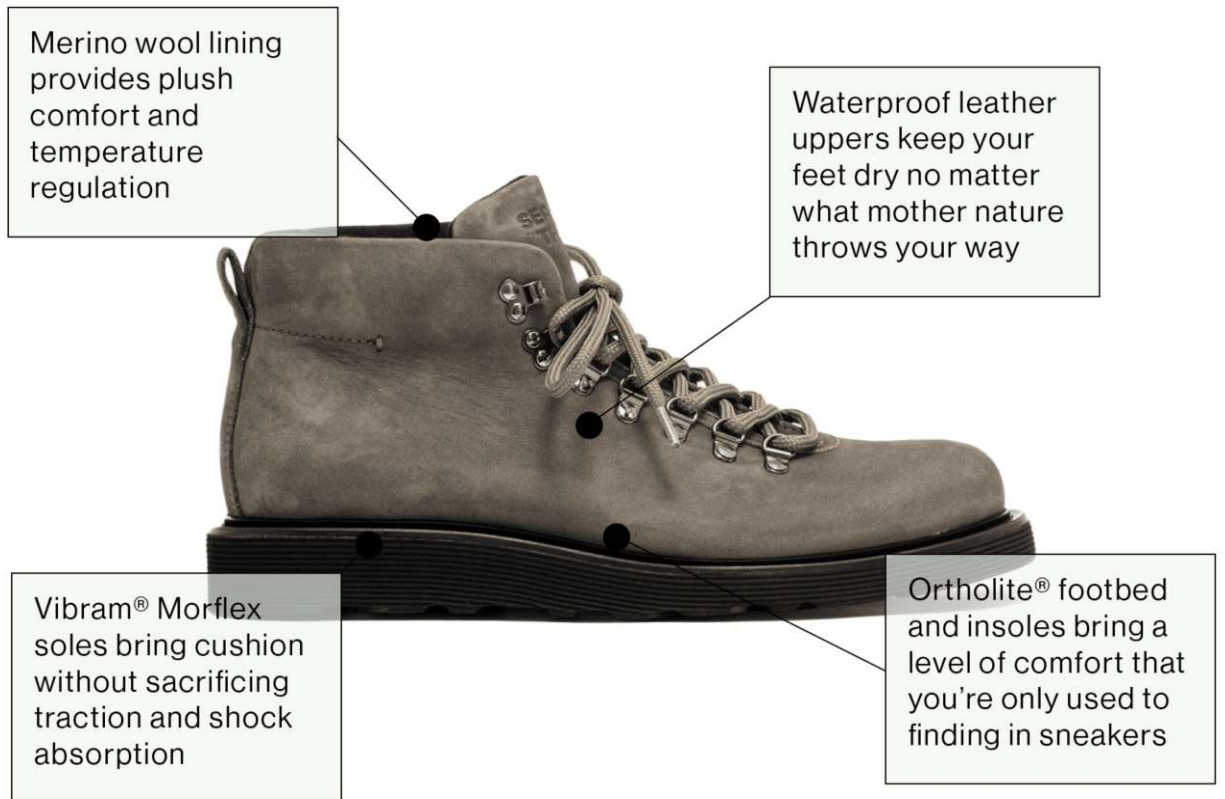 Merino wool lining
provides plush
comfort and
temperature
regulation
Waterproof leather
uppers keep your
feet dry no matter
what mother nature
throws your way
Vibram® Morflex
soles bring cushion
without sacrificing
traction and shock
absorption
Ortholite® footbed
and insoles bring a
level of comfort that
you're only used to
finding in sneakers